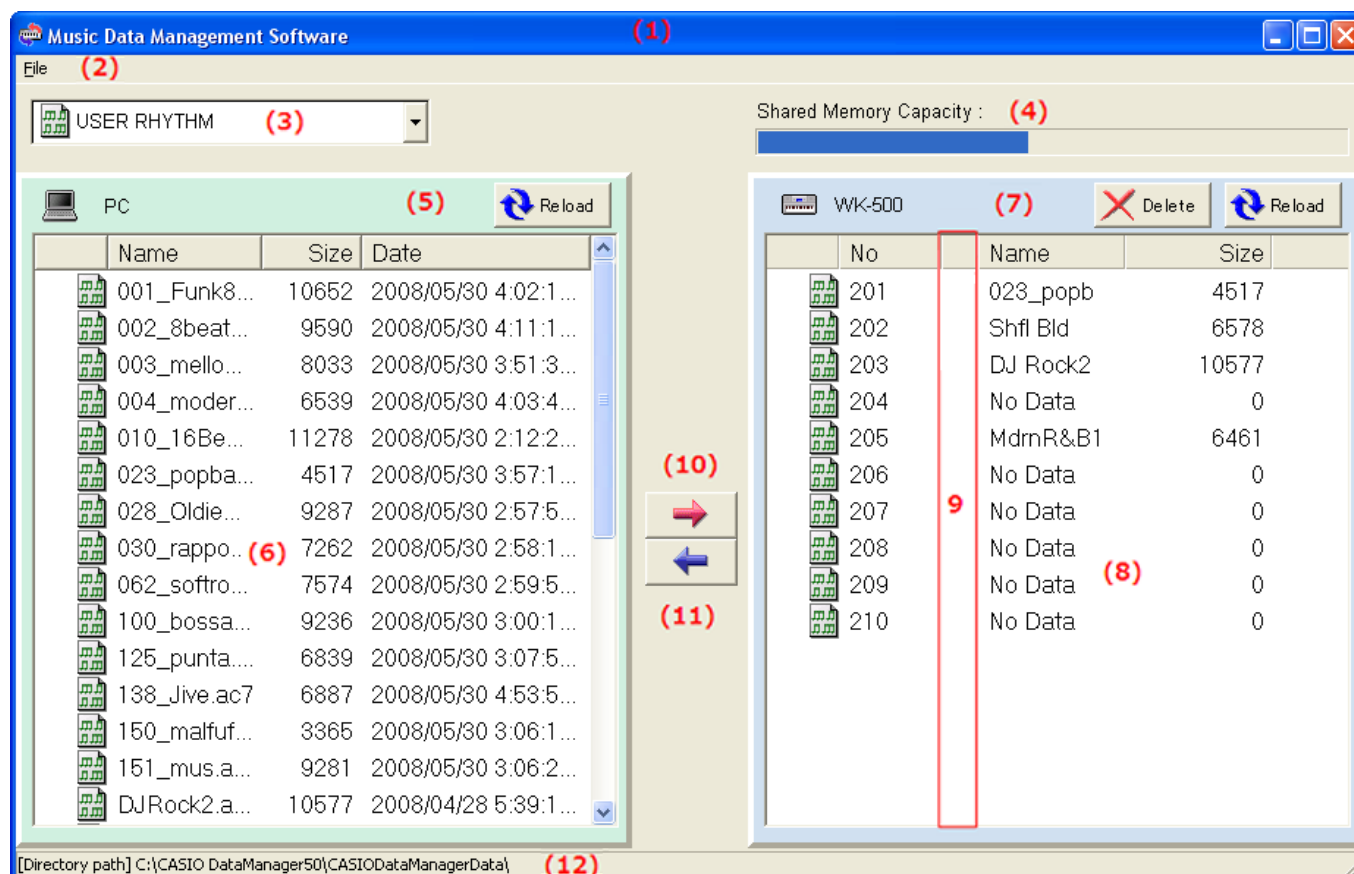 Music Data Management Software (1)
File (2)
USER RHYTHM (3)
Shared Memory Capacity : (4)
PC (5) Reload
Name Size Date
001_Funk8... 10652 2008/05/30 4:02:1...
002_8beat... 9590 2008/05/30 4:11:1...
003_mello... 8033 2008/05/30 3:51:3...
004_moder... 6539 2008/05/30 4:03:4...
010_16Be... 11278 2008/05/30 2:12:2...
023_popba... 4517 2008/05/30 3:57:1...
028_Oldie... 9287 2008/05/30 2:57:5...
030_rappo.. (6) 7262 2008/05/30 2:58:1...
062_softro... 7574 2008/05/30 2:59:5...
100_bossa... 9236 2008/05/30 3:00:1...
125_punta.... 6839 2008/05/30 3:07:5...
138_Jive.ac7 6887 2008/05/30 4:53:5...
150_malfuf... 3365 2008/05/30 3:06:1...
151_mus.a... 9281 2008/05/30 3:06:2...
DJRock2.a... 10577 2008/04/28 5:39:1...
(10)
(11)
WK-500 (7) Delete Reload
No Name Size
201 023_popb 4517
202 Shfl Bld 6578
203 DJ Rock2 10577
204 No Data 0
205 MdrnR&B1 6461
206 No Data 0
207 9 No Data 0
208 No Data 0
(8)
209 No Data 0
210 No Data 0
[Directory path] C:\CASIO DataManager50\CASIODataManagerData\ (12)